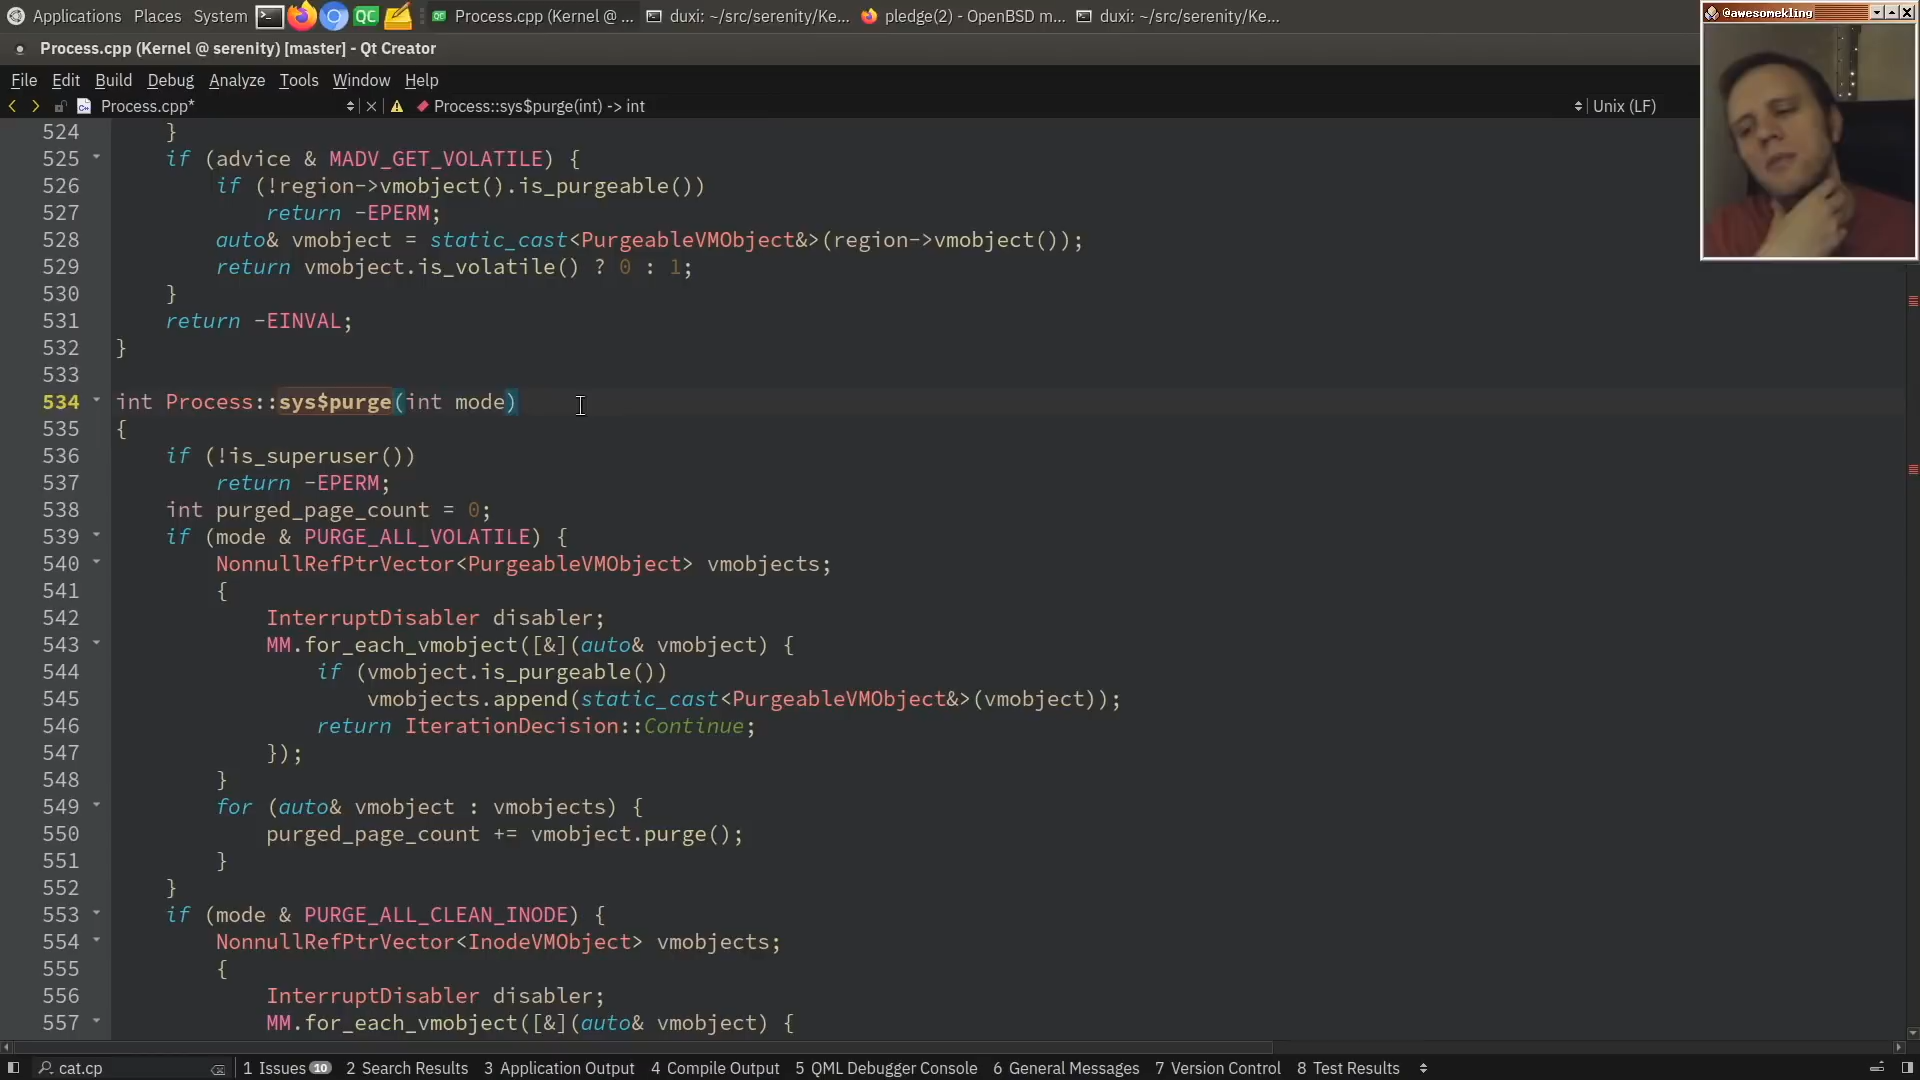 Applications Places System QC QC Process.cpp (Kernel @ ... duxi: ~/src/serenity/Ke... pledge(2) - OpenBSD m... duxi: ~/src/serenity/Ke...
@awesomekling
Process.cpp (Kernel @ serenity) [master] - Qt Creator
File Edit Build Debug Analyze Tools Window Help
Process.cpp* Process::sys$purge(int) -> int Unix (LF)
524 }
525 if (advice & MADV_GET_VOLATILE) {
526 if (!region->vmobject().is_purgeable())
527 return -EPERM;
528 auto& vmobject = static_cast<PurgeableVMObject&>(region->vmobject());
529 return vmobject.is_volatile() ? 0 : 1;
530 }
531 return -EINVAL;
532 }
533
534 int Process::sys$purge(int mode)
535 {
536 if (!is_superuser())
537 return -EPERM;
538 int purged_page_count = 0;
539 if (mode & PURGE_ALL_VOLATILE) {
540 NonnullRefPtrVector<PurgeableVMObject> vmobjects;
541 {
542 InterruptDisabler disabler;
543 MM.for_each_vmobject([&](auto& vmobject) {
544 if (vmobject.is_purgeable())
545 vmobjects.append(static_cast<PurgeableVMObject&>(vmobject));
546 return IterationDecision::Continue;
547 });
548 }
549 for (auto& vmobject : vmobjects) {
550 purged_page_count += vmobject.purge();
551 }
552 }
553 if (mode & PURGE_ALL_CLEAN_INODE) {
554 NonnullRefPtrVector<InodeVMObject> vmobjects;
555 {
556 InterruptDisabler disabler;
557 MM.for_each_vmobject([&](auto& vmobject) {
cat.cp 1 Issues 10 2 Search Results 3 Application Output 4 Compile Output 5 QML Debugger Console 6 General Messages 7 Version Control 8 Test Results